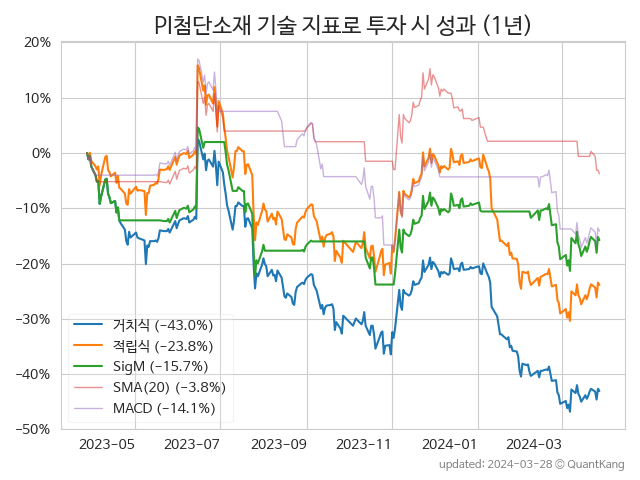 PI첨단소재 기술 지표로 투자 시 성과 (1년)
20%
10%
0%
−10%
−20%
−30%
−40%
−50%
거치식 (−43.0%)
적립식 (−23.8%)
SigM (−15.7%)
SMA(20) (−3.8%)
MACD (−14.1%)
2023−05 2023−07 2023−09 2023−11 2024−01 2024−03
updated: 2024−03−28 © QuantKang